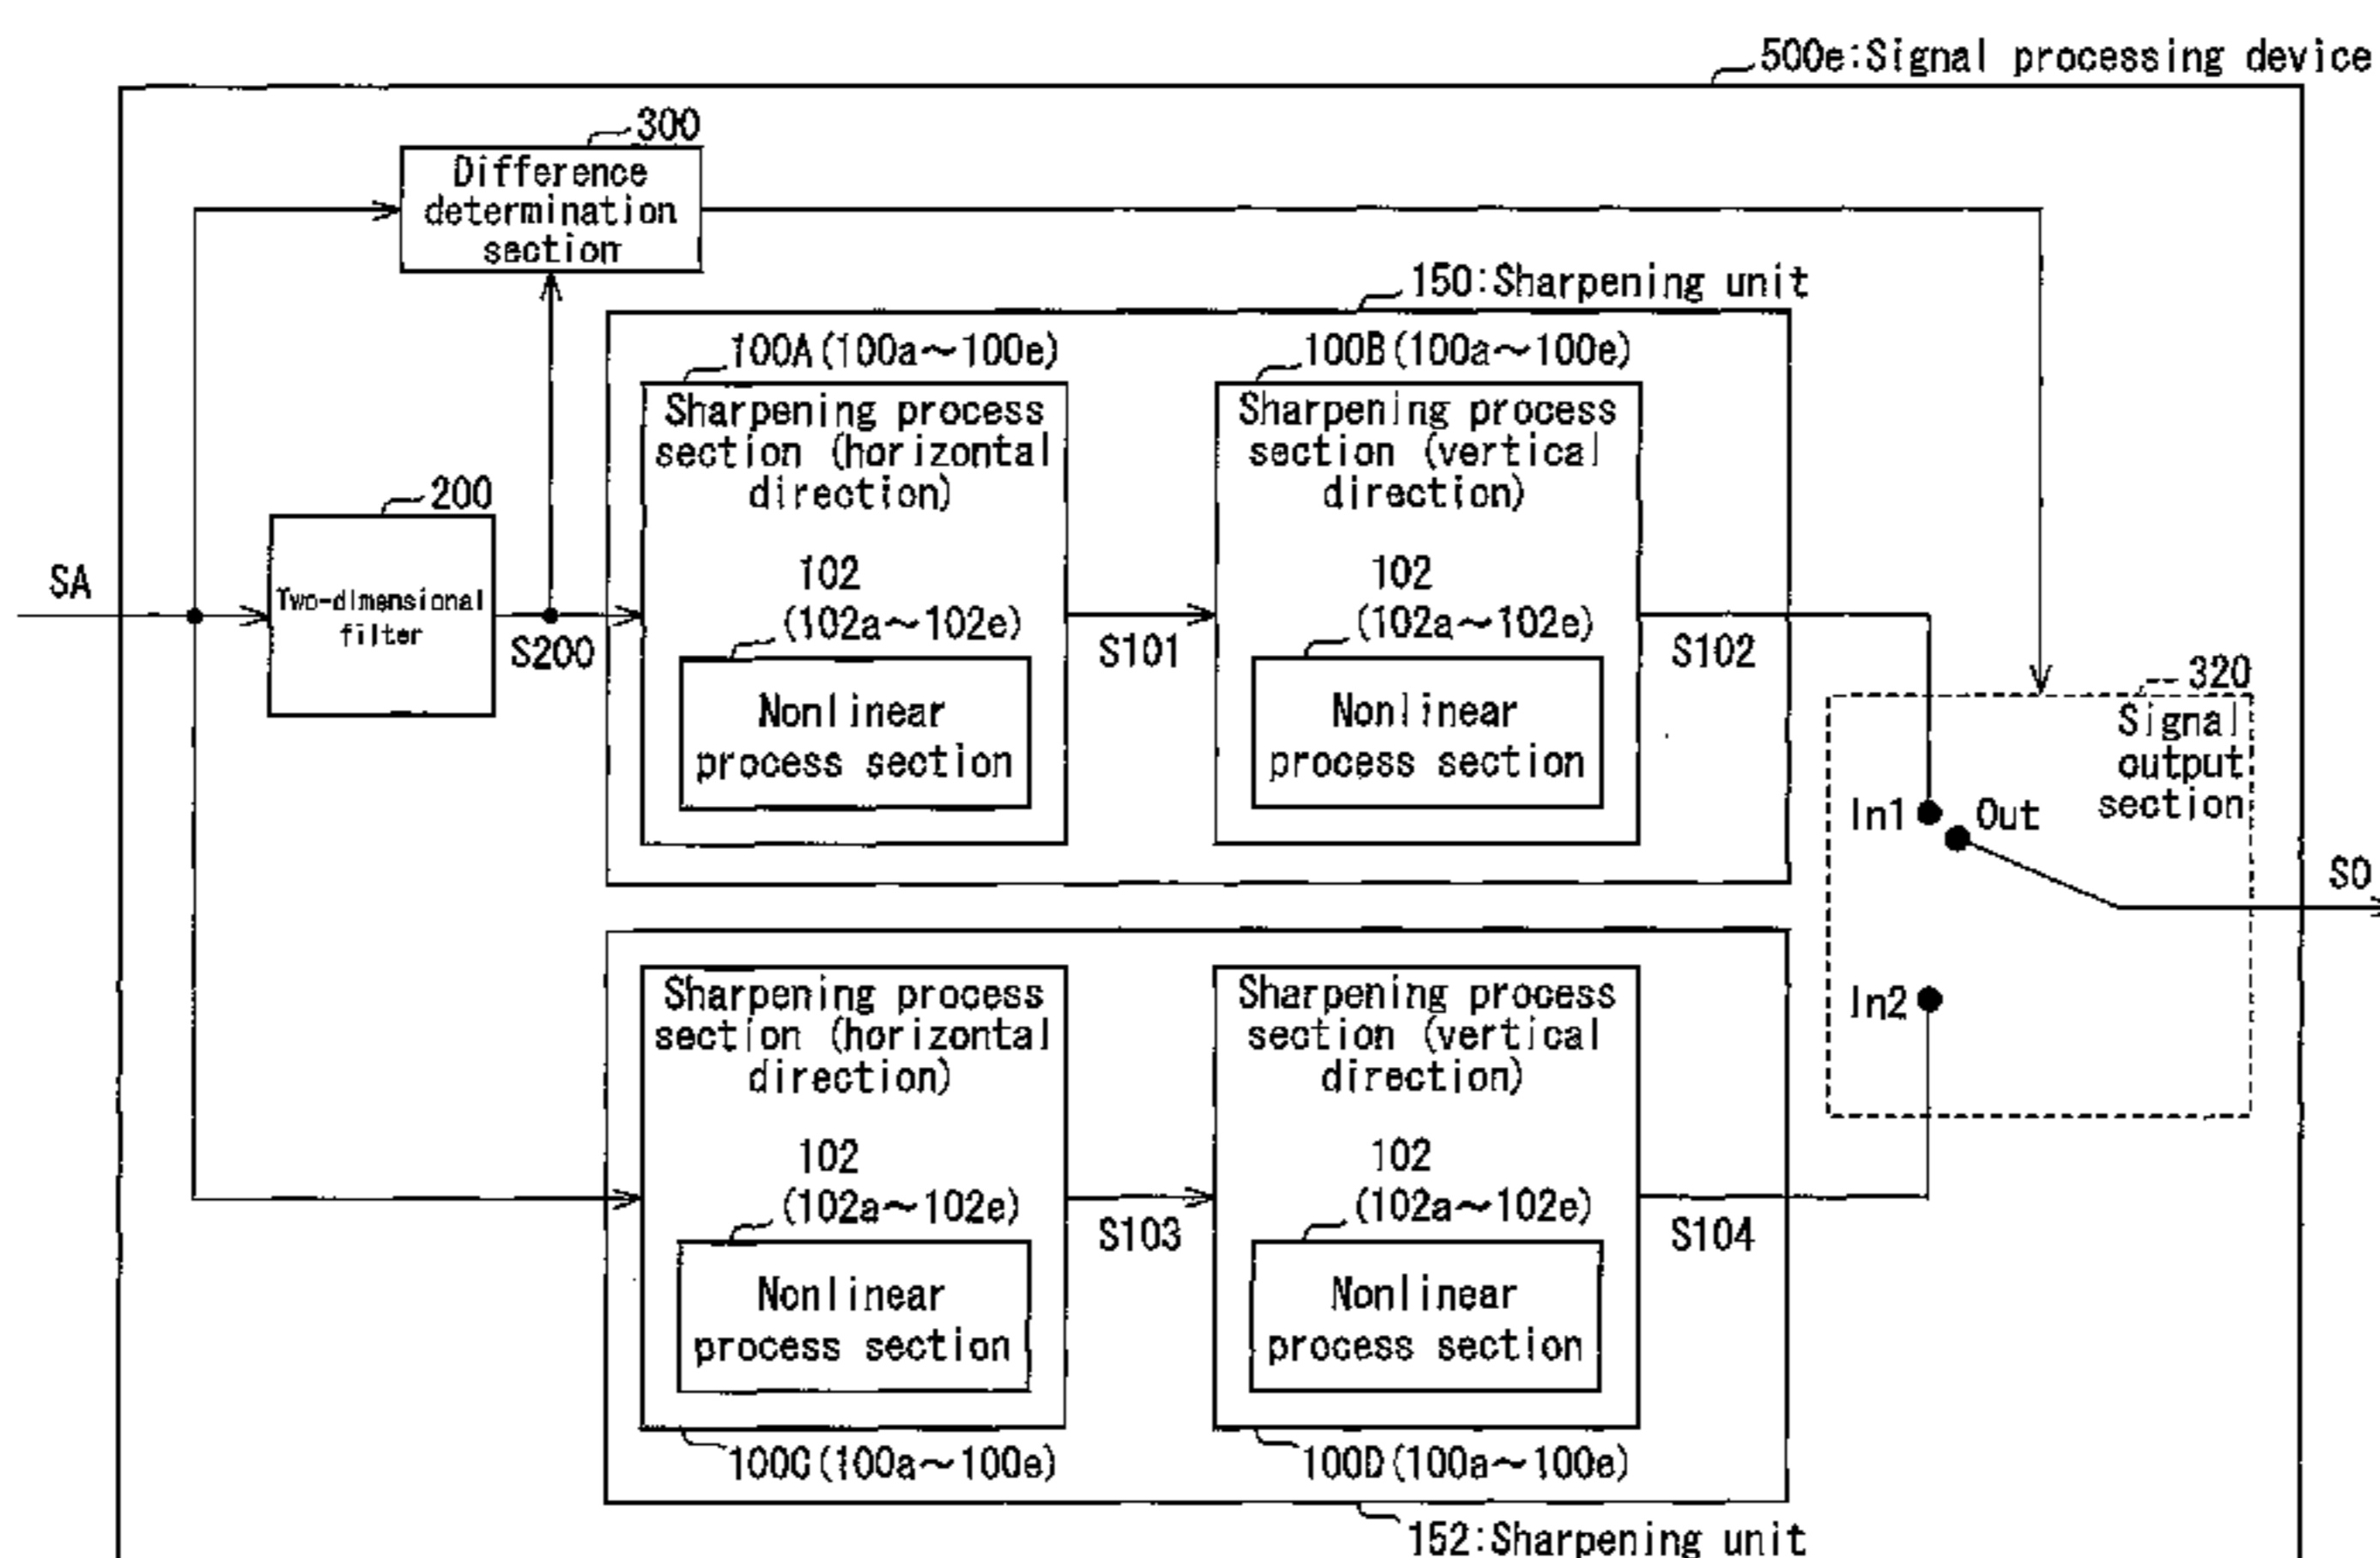 500e:Signal processing device
300
Difference
determination
section
150:Sharpening unit
100A(100a～100e)
Sharpening process
section (horizontal
direction)
102
(102a～102e)
Nonlinear
process section
100B(100a～100e)
Sharpening process
section (vertical
direction)
102
(102a～102e)
Nonlinear
process section
200
Two-dimensional
filter
SA
S200
S101
S102
320
Signal
output
section
In1
Out
In2
SO
Sharpening process
section (horizontal
direction)
102
(102a～102e)
Nonlinear
process section
100C(100a～100e)
S103
Sharpening process
section (vertical
direction)
102
(102a～102e)
Nonlinear
process section
100D(100a～100e)
S104
152:Sharpening unit